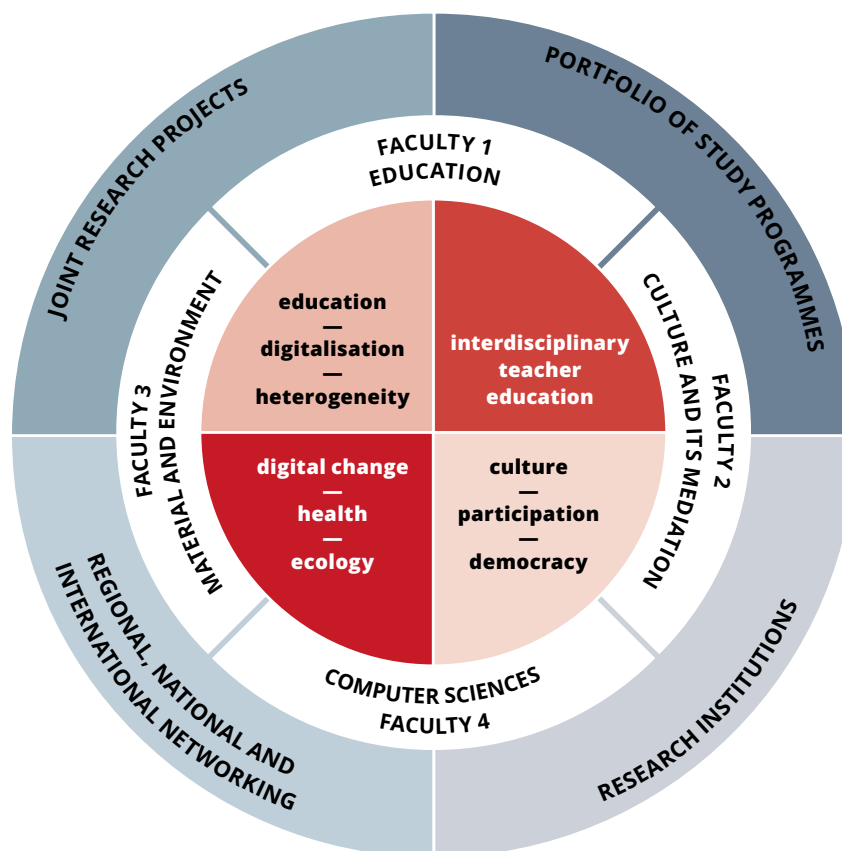 JOINT RESEARCH PROJECTS
PORTFOLIO OF STUDY PROGRAMMES
FACULTY 1
EDUCATION
FACULTY 3
MATERIAL AND ENVIRONMENT
CULTURE AND ITS MEDIATION
FACULTY 2
education
—
digitalisation
—
heterogeneity
interdisciplinary
teacher
education
digital change
—
health
—
ecology
culture
—
participation
—
democracy
COMPUTER SCIENCES
FACULTY 4
REGIONAL, NATIONAL AND
INTERNATIONAL NETWORKING
RESEARCH INSTITUTIONS